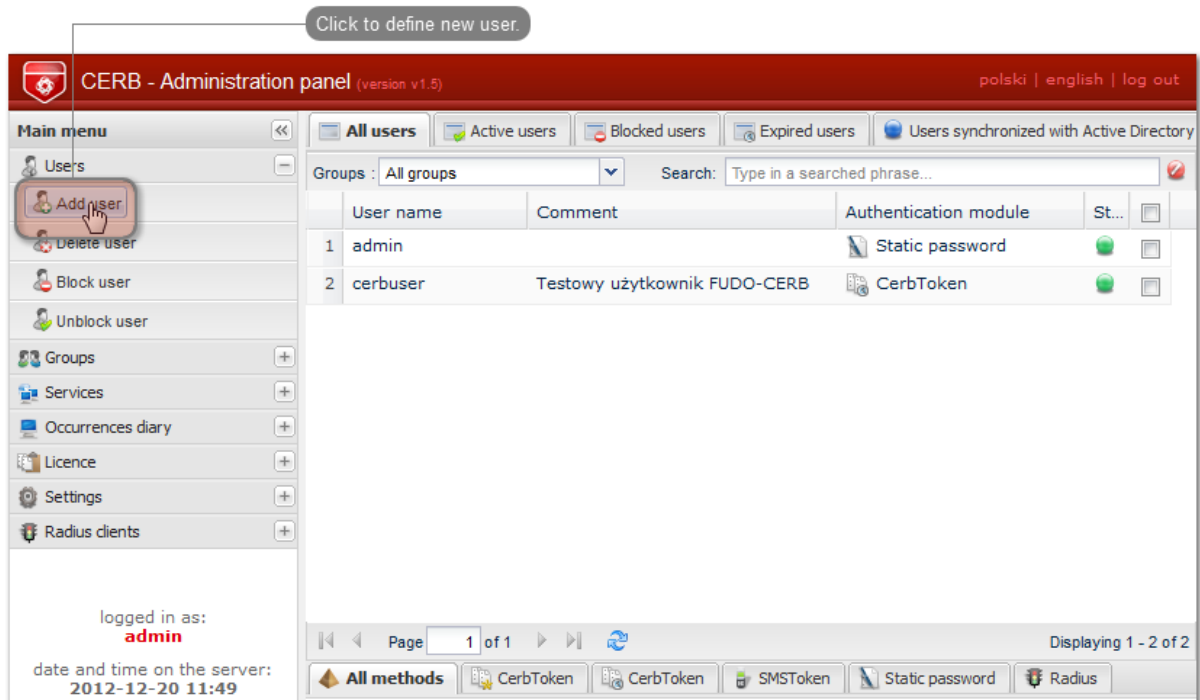 Click to define new user.
CERB - Administration panel (version v1.5)
polski | english | log out
Main menu
Users
Add user
Delete user
Block user
Unblock user
Groups
Services
Occurrences diary
Licence
Settings
Radius clients
logged in as:
admin
date and time on the server:
2012-12-20 11:49
All users Active users Blocked users Expired users Users synchronized with Active Directory
Groups : All groups Search: Type in a searched phrase...
User name Comment Authentication module St...
1 admin Static password
2 cerbuser Testowy użytkownik FUDO-CERB CerbToken
Page 1 of 1 Displaying 1 - 2 of 2
All methods CerbToken CerbToken SMSToken Static password Radius